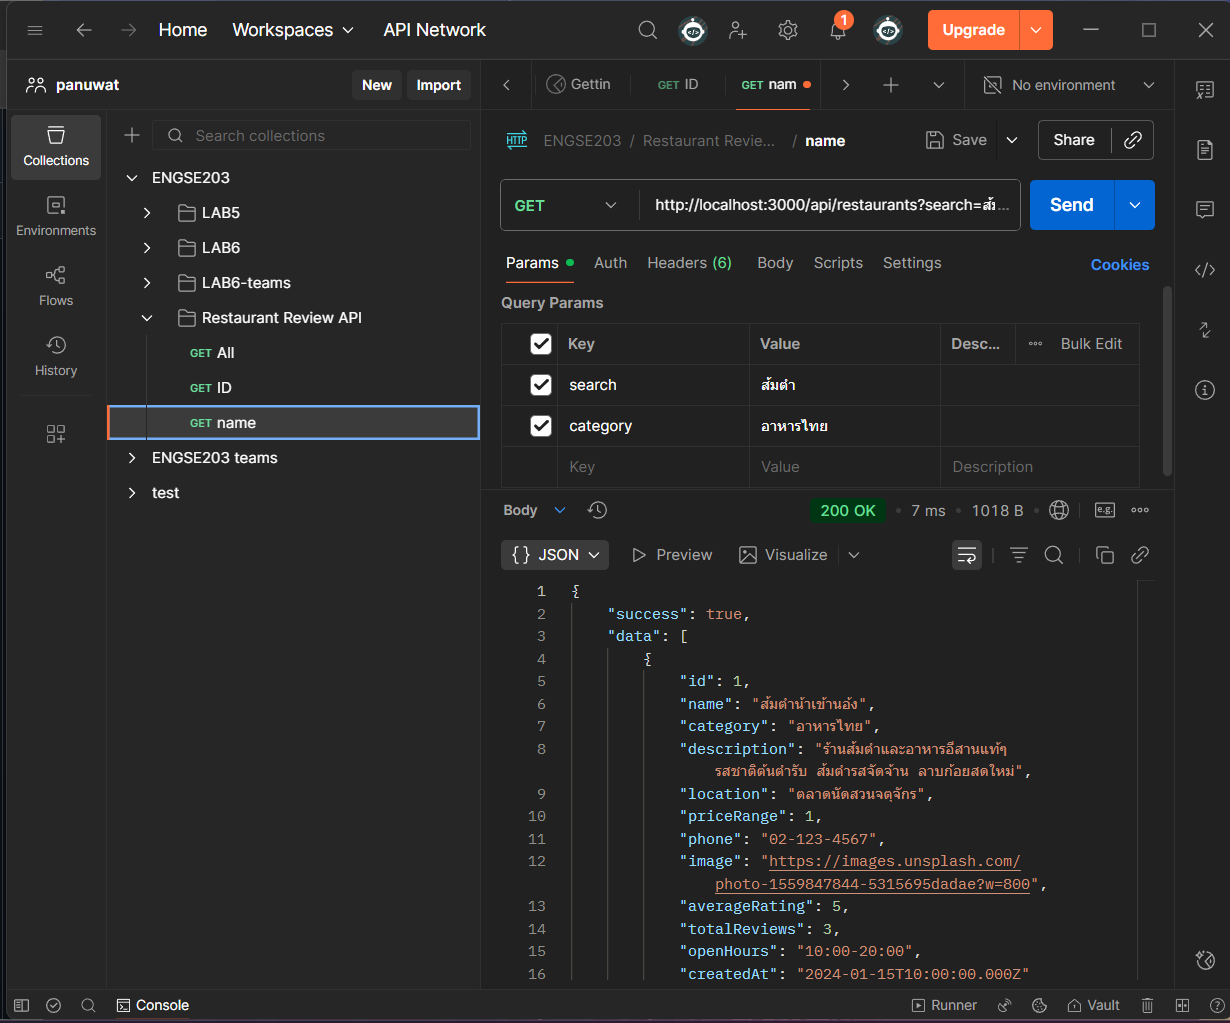 Home Workspaces API Network 1 Upgrade
panuwat New Import Gettin GET ID GET nam No environment
Collections
Environments
Flows
History
Search collections
ENGSE203
LAB5
LAB6
LAB6-teams
Restaurant Review API
GET All
GET ID
GET name
ENGSE203 teams
test
HTTP ENGSE203 / Restaurant Revie... / name Save Share
GET http://localhost:3000/api/restaurants?search=ส้ม...
Send
Params Auth Headers (6) Body Scripts Settings Cookies
Query Params
Key Value Desc... Bulk Edit
search ส้มตำ
category อาหารไทย
Key Value Description
Body 200 OK 7 ms 1018 B e.g.
{} JSON Preview Visualize
1 {
2 "success": true,
3 "data": [
4 {
5 "id": 1,
6 "name": "ส้มตำน้าเข้านอ้ง",
7 "category": "อาหารไทย",
8 "description": "ร้านส้มตำและอาหารอีสานแท้ๆ
รสชาติต้นตำรับ ส้มตำรสจัดจ้าน ลาบก้อยสดใหม่",
9 "location": "ตลาดนัดสวนจตุจักร",
10 "priceRange": 1,
11 "phone": "02-123-4567",
12 "image": "https://images.unsplash.com/
photo-1559847844-5315695dadae?w=800",
13 "averageRating": 5,
14 "totalReviews": 3,
15 "openHours": "10:00-20:00",
16 "createdAt": "2024-01-15T10:00:00.000Z"
Console Runner Vault